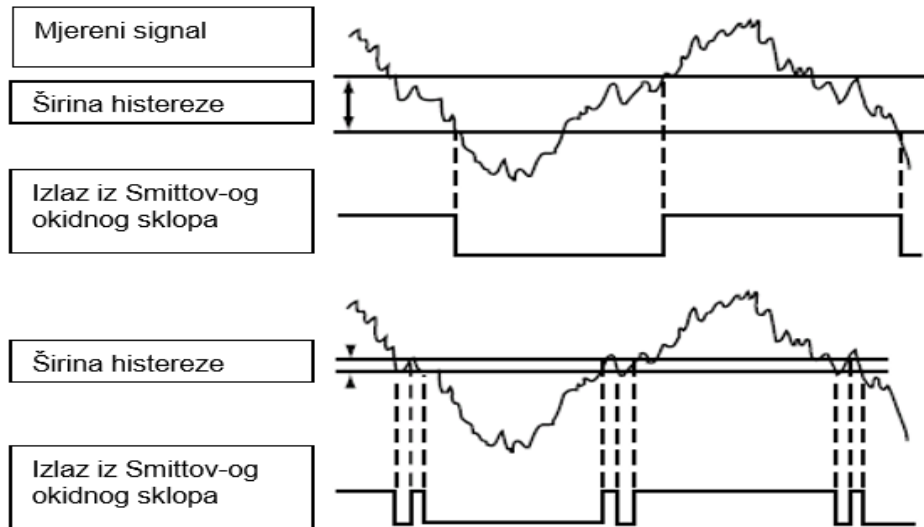 Mjereni signal
Širina histereze
Izlaz iz Smittov-og
okidnog sklopa
Širina histereze
Izlaz iz Smittov-og
okidnog sklopa